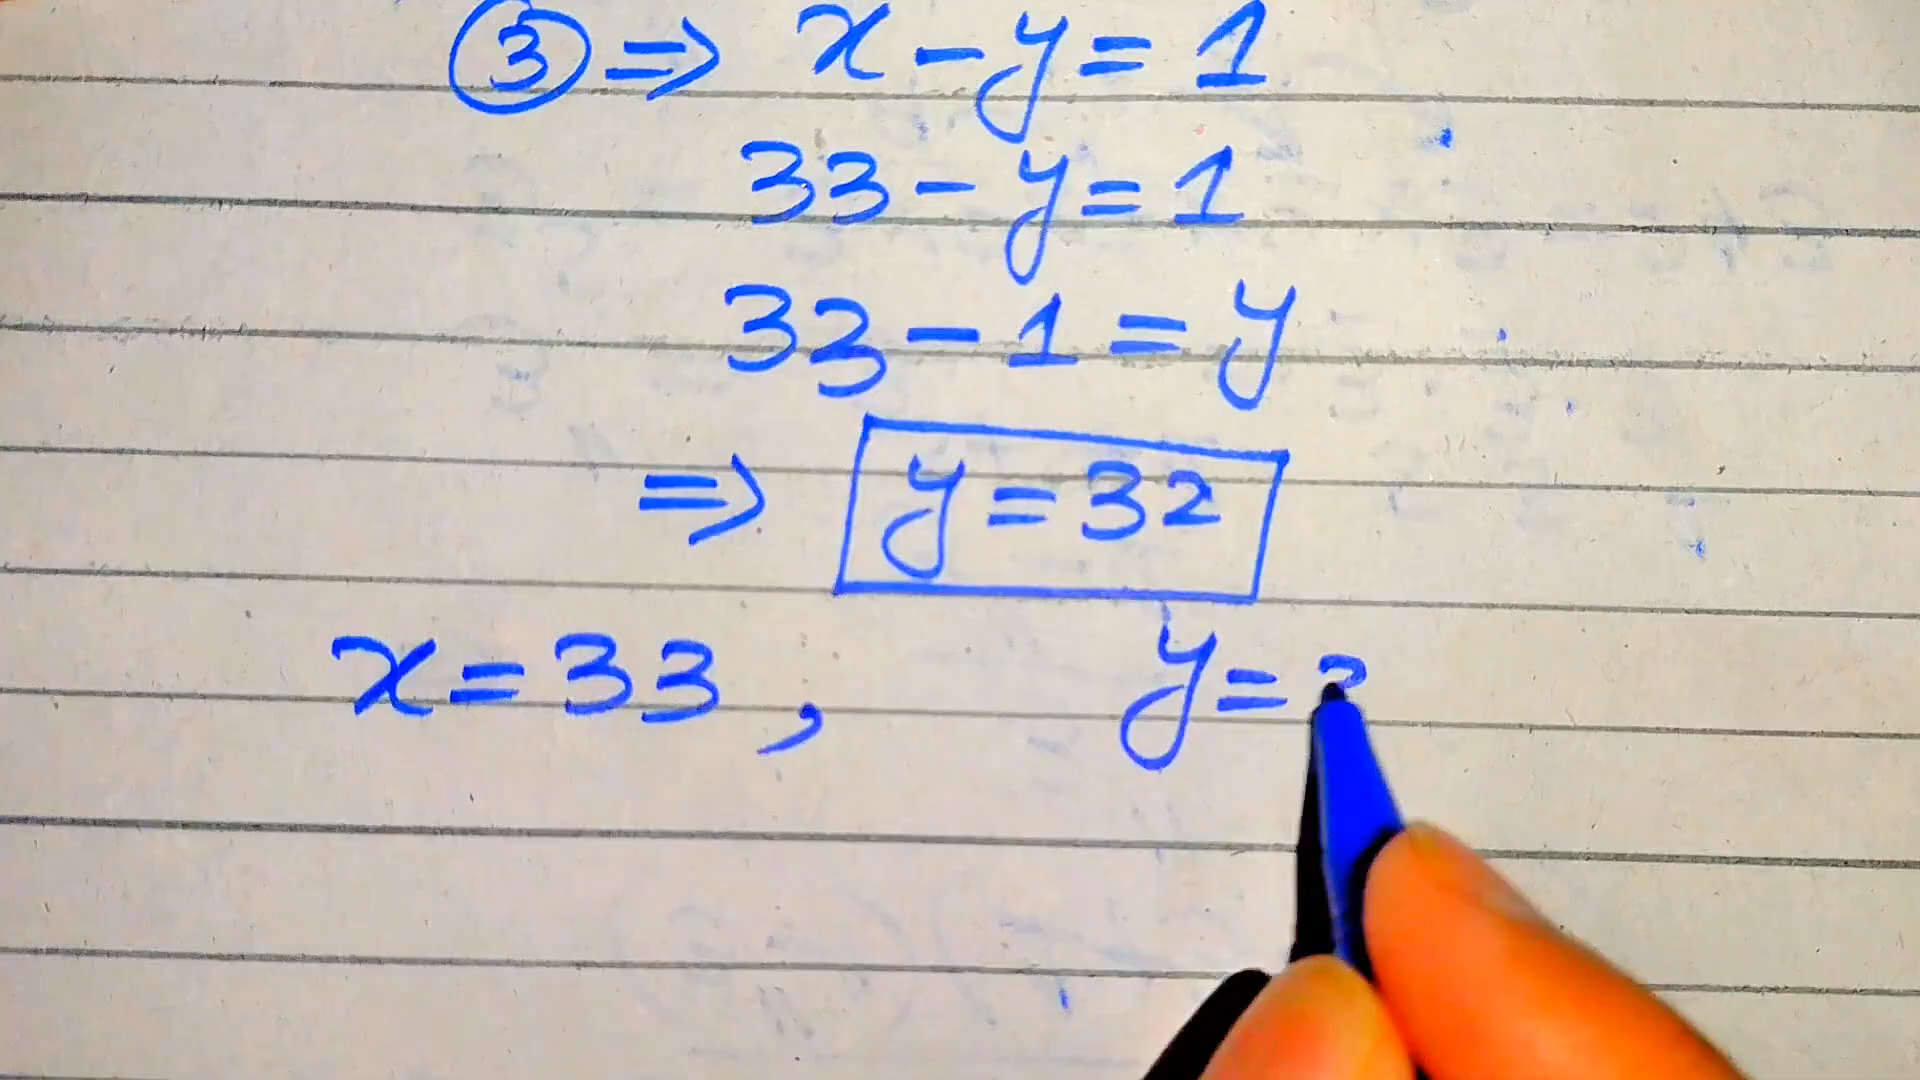 ③ ⇒ x - y = 1
33 - y = 1
33 - 1 = y
⇒ y = 32
x = 33 , y =